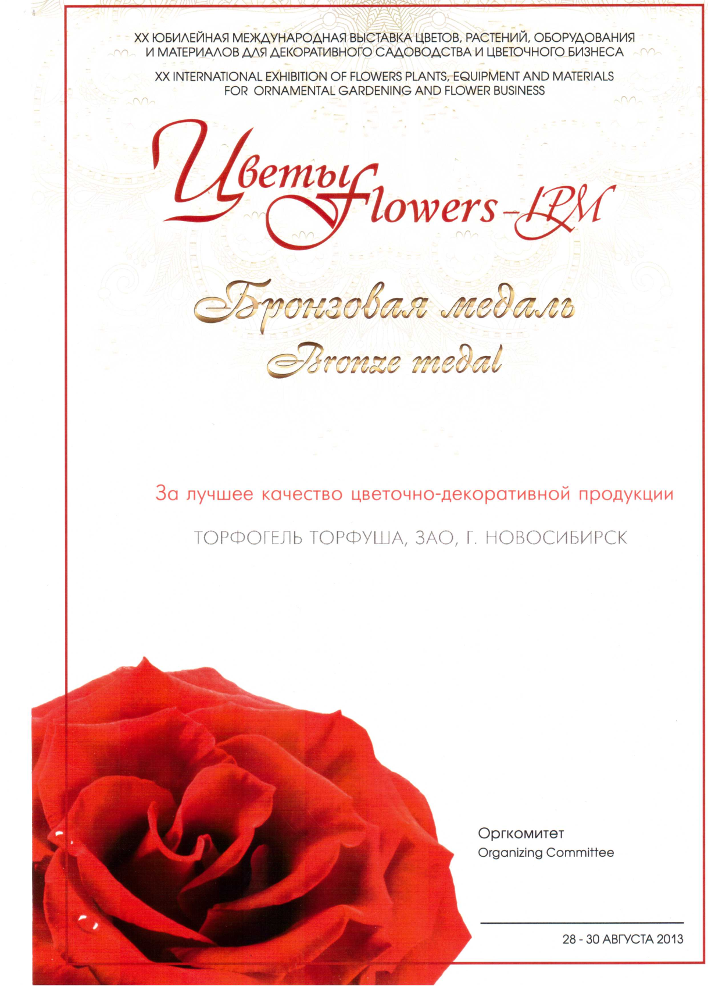 XX ЮБИЛЕЙНАЯ МЕЖДУНАРОДНАЯ ВЫСТАВКА ЦВЕТОВ, РАСТЕНИЙ, ОБОРУДОВАНИЯ
И МАТЕРИАЛОВ ДЛЯ ДЕКОРАТИВНОГО САДОВОДСТВА И ЦВЕТОЧНОГО БИЗНЕСА
XX INTERNATIONAL EXHIBITION OF FLOWERS PLANTS, EQUIPMENT AND MATERIALS
FOR ORNAMENTAL GARDENING AND FLOWER BUSINESS
Цветы
Flowers-IPM
Бронзовая медаль
Bronze medal
За лучшее качество цветочно-декоративной продукции
ТОРФОГЕЛЬ ТОРФУША, ЗАО, Г. НОВОСИБИРСК
Оргкомитет
Organizing Committee
28 - 30 АВГУСТА 2013